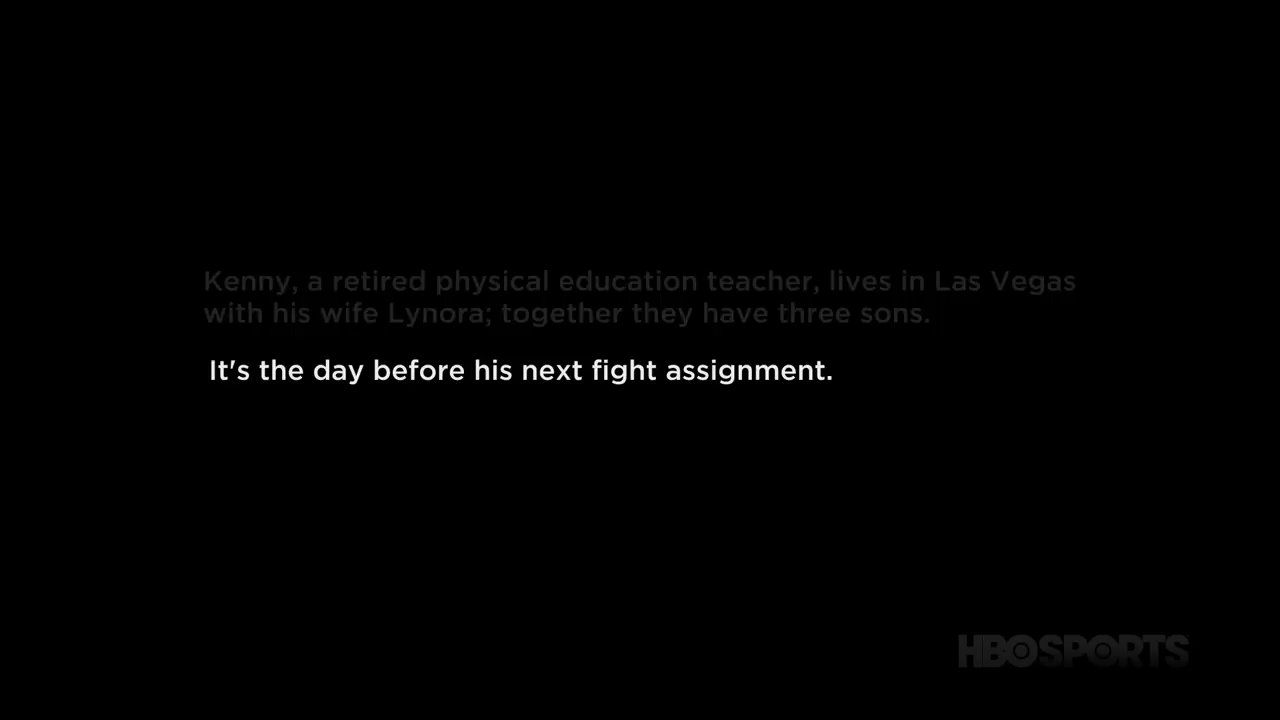 Kenny, a retired physical education teacher, lives in Las Vegas
with his wife Lynora; together they have three sons.
It's the day before his next fight assignment.
HBOSPORTS